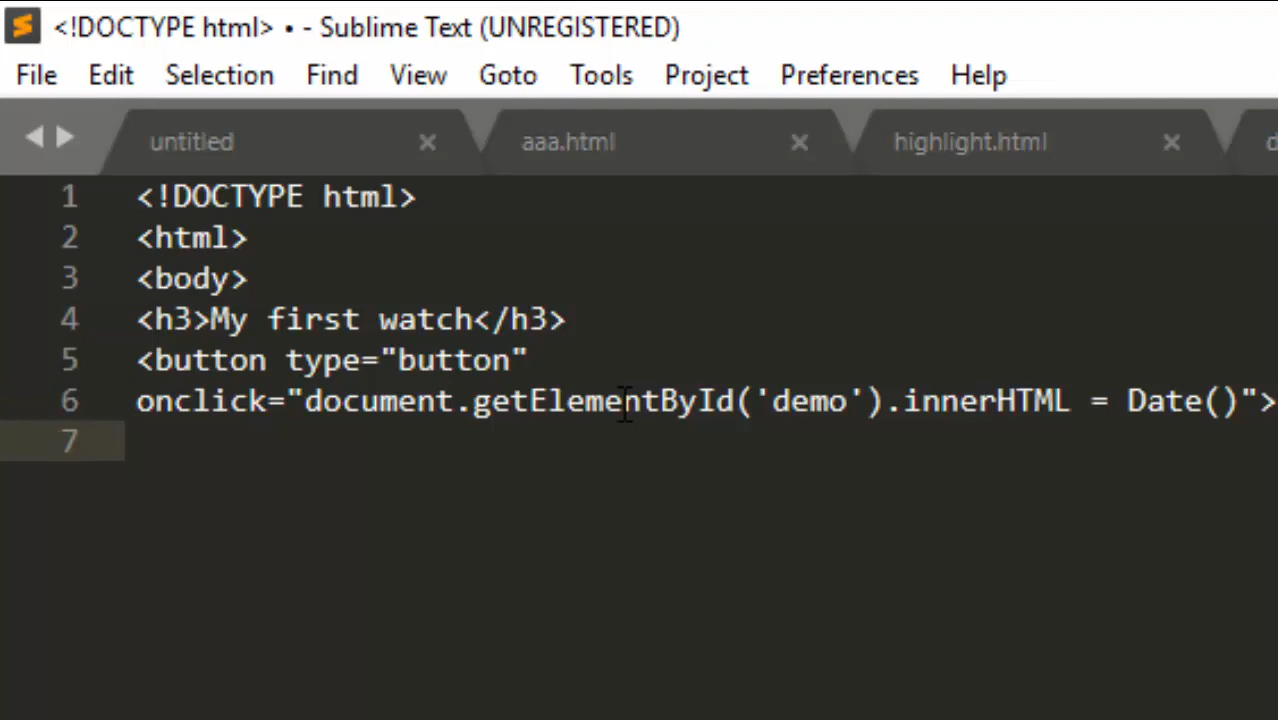 <!DOCTYPE html> • - Sublime Text (UNREGISTERED)
File Edit Selection Find View Goto Tools Project Preferences Help
untitled × aaa.html × highlight.html × d
1 <!DOCTYPE html>
2 <html>
3 <body>
4 <h3>My first watch</h3>
5 <button type="button"
6 onclick="document.getElementById('demo').innerHTML = Date()">
7